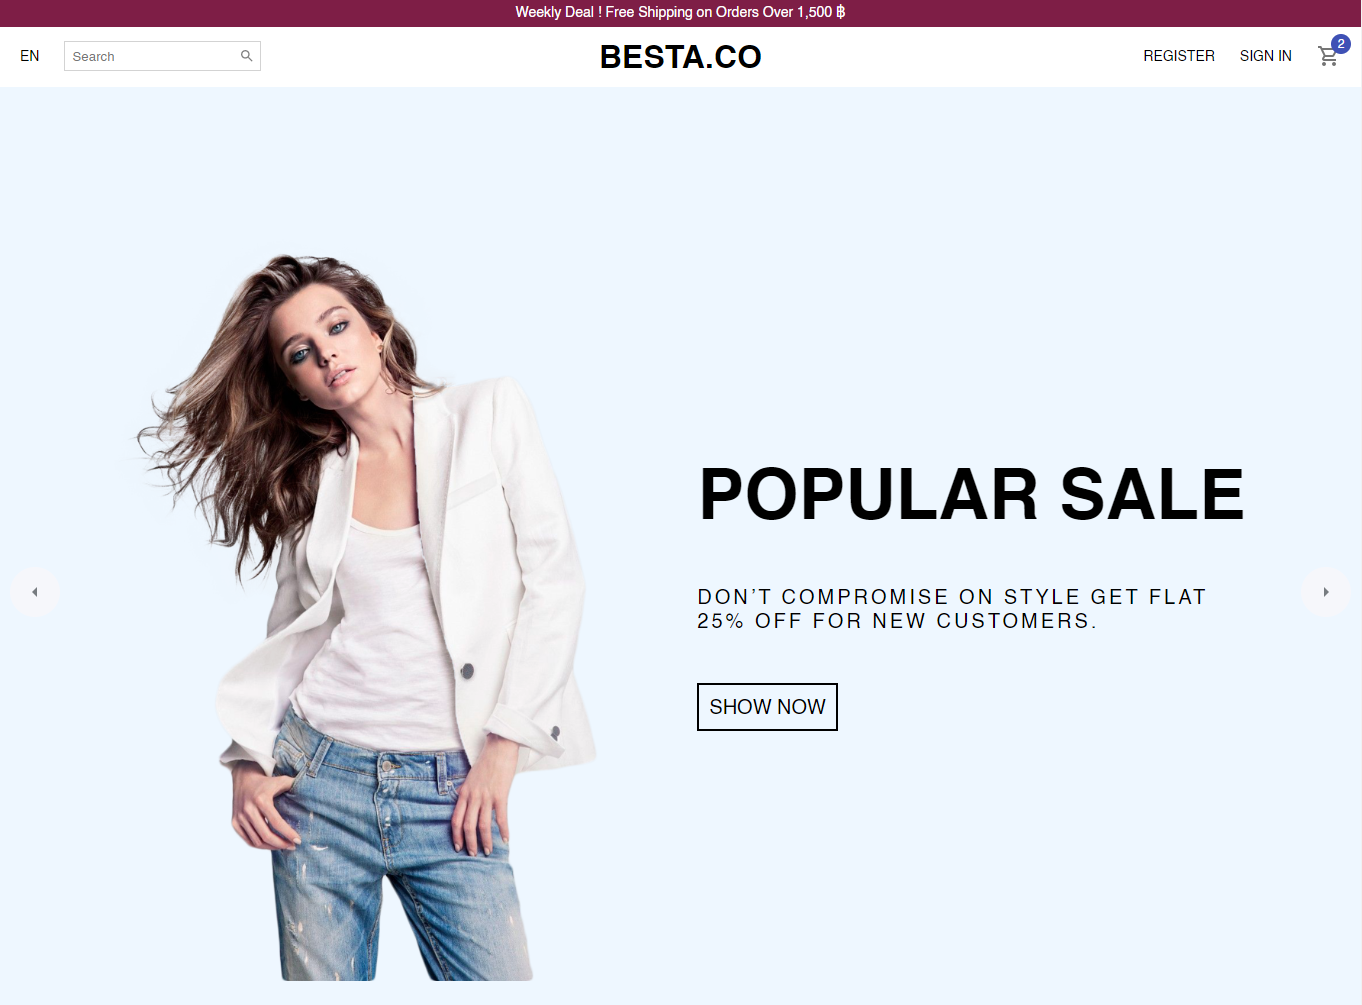 Weekly Deal ! Free Shipping on Orders Over 1,500 ฿
EN
Search
BESTA.CO
REGISTER
SIGN IN
2
POPULAR SALE
DON’T COMPROMISE ON STYLE GET FLAT
25% OFF FOR NEW CUSTOMERS.
SHOW NOW